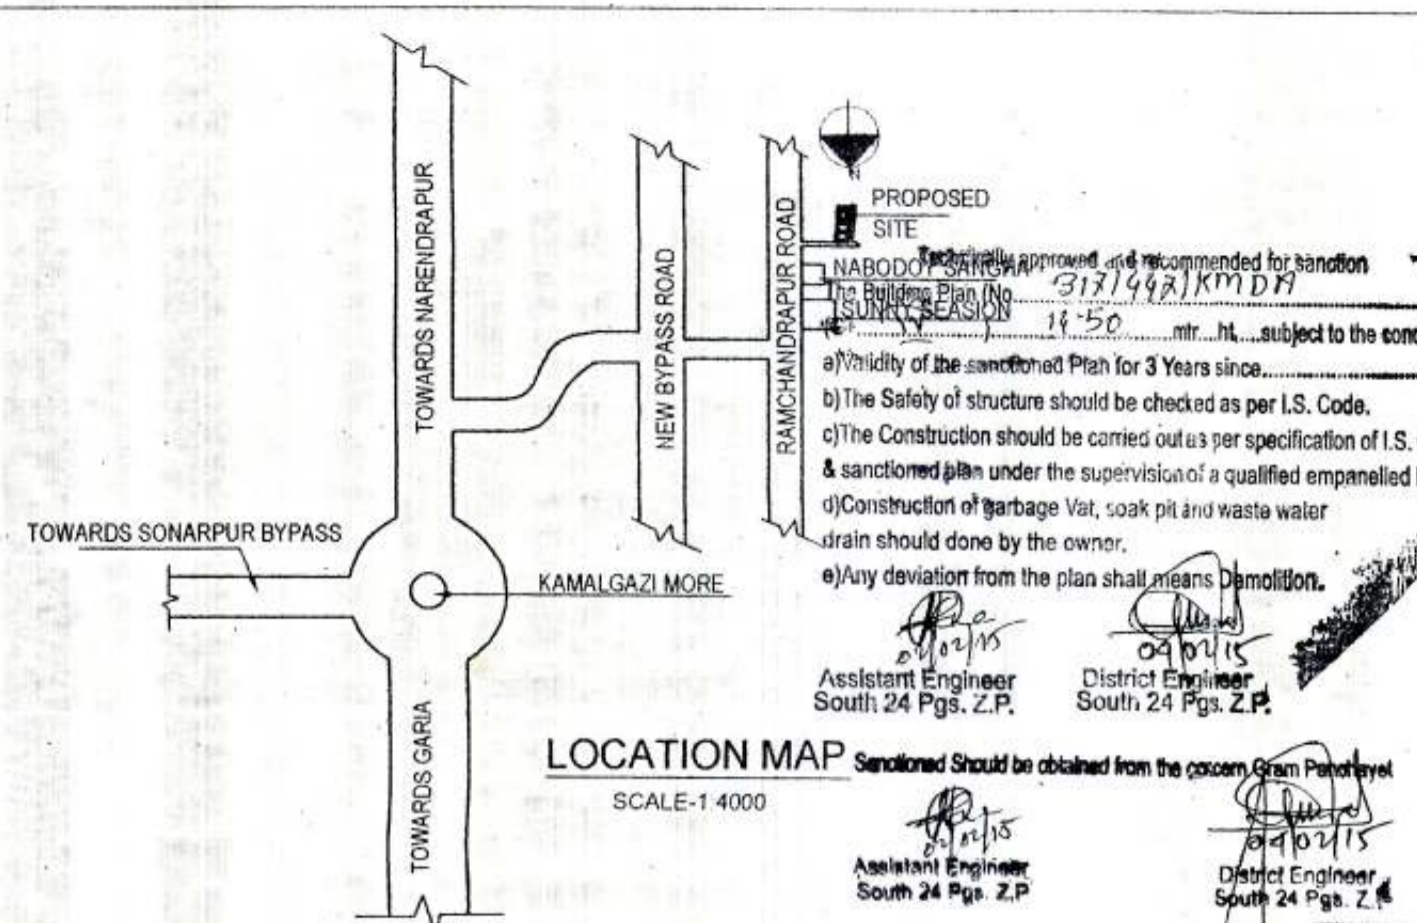 TOWARDS NARENDRAPUR
NEW BYPASS ROAD
RAMCHANDRAPUR ROAD
N
PROPOSED
SITE
NABODOY SANGHA
SUNNY SEASION
TOWARDS SONARPUR BYPASS
KAMALGAZI MORE
TOWARDS GARIA
LOCATION MAP
SCALE-1:4000
Technically approved and recommended for sanction
The Building Plan (No KMDA
14.50 mtr....ht....subject to the cond
a)Validity of the sanctioned Plan for 3 Years since
b)The Safety of structure should be checked as per I.S. Code.
c)The Construction should be carried out as per specification of I.S.
& sanctioned plan under the supervision of a qualified empanelled
d)Construction of garbage Vat, soak pit and waste water
drain should done by the owner.
e)Any deviation from the plan shall means Demolition.
02/15
Assistant Engineer
South 24 Pgs. Z.P.
04/02/15
District Engineer
South 24 Pgs. Z.P.
Sanctioned Should be obtained from the concern Gram Panchayet
02/15
Assistant Engineer
South 24 Pgs. Z.P
04/02/15
District Engineer
South 24 Pgs. Z.P